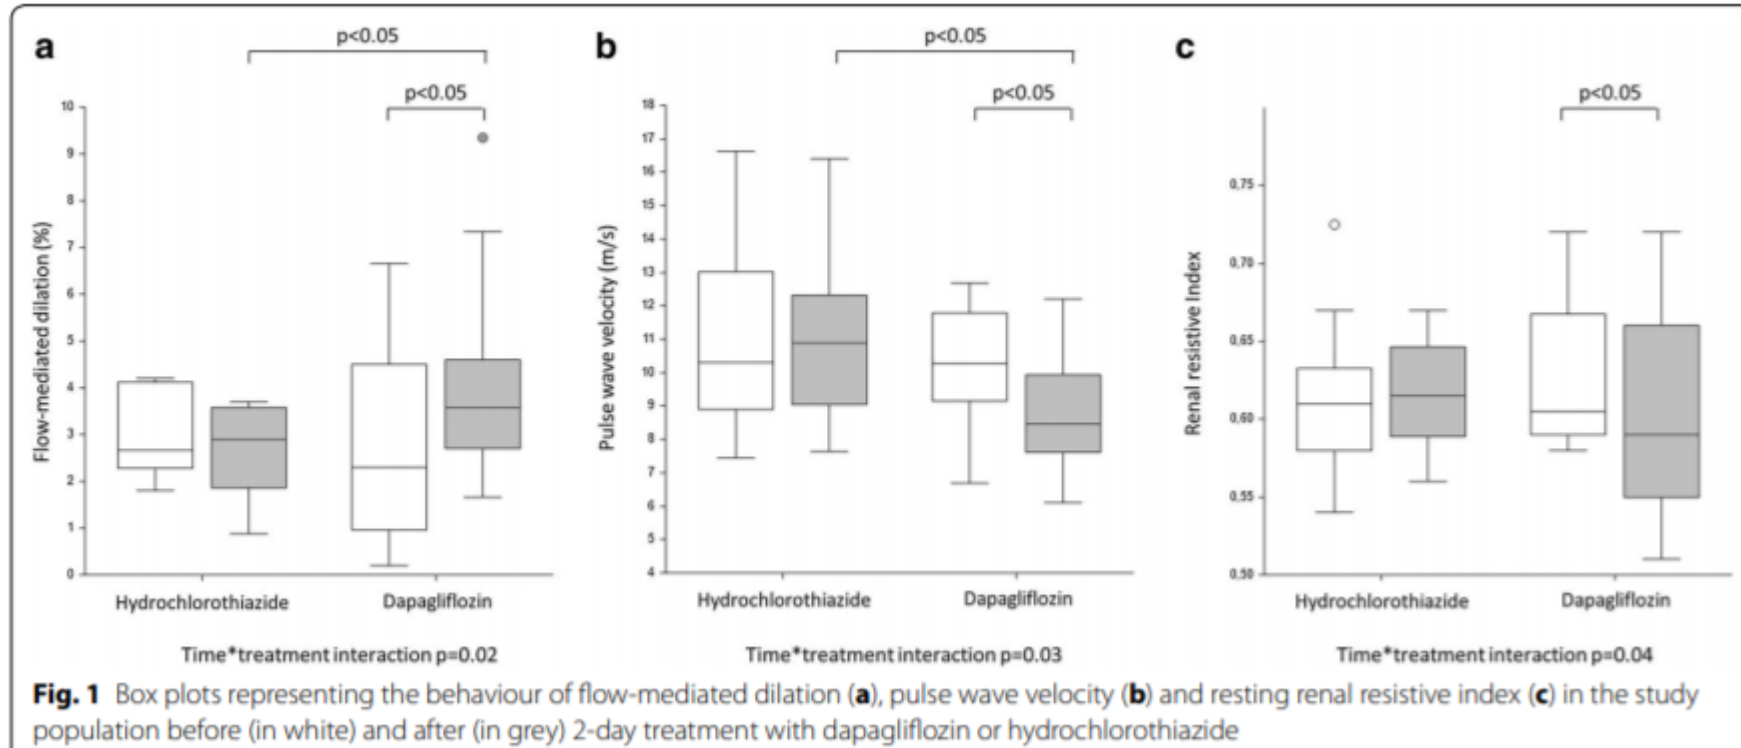 a
p<0.05
p<0.05
10
9
8
7
6
5
4
3
2
1
0
Flow-mediated dilation (%)
Hydrochlorothiazide
Dapagliflozin
Time*treatment interaction p=0.02
b
p<0.05
p<0.05
18
17
16
15
14
13
12
11
10
9
8
7
6
5
4
Pulse wave velocity (m/s)
Hydrochlorothiazide
Dapagliflozin
Time*treatment interaction p=0.03
c
p<0.05
0,75
0,70
0,65
0,60
0,55
0,50
Renal resistive Index
Hydrochlorothiazide
Dapagliflozin
Time*treatment interaction p=0.04
Fig. 1 Box plots representing the behaviour of flow-mediated dilation (a), pulse wave velocity (b) and resting renal resistive index (c) in the study
population before (in white) and after (in grey) 2-day treatment with dapagliflozin or hydrochlorothiazide